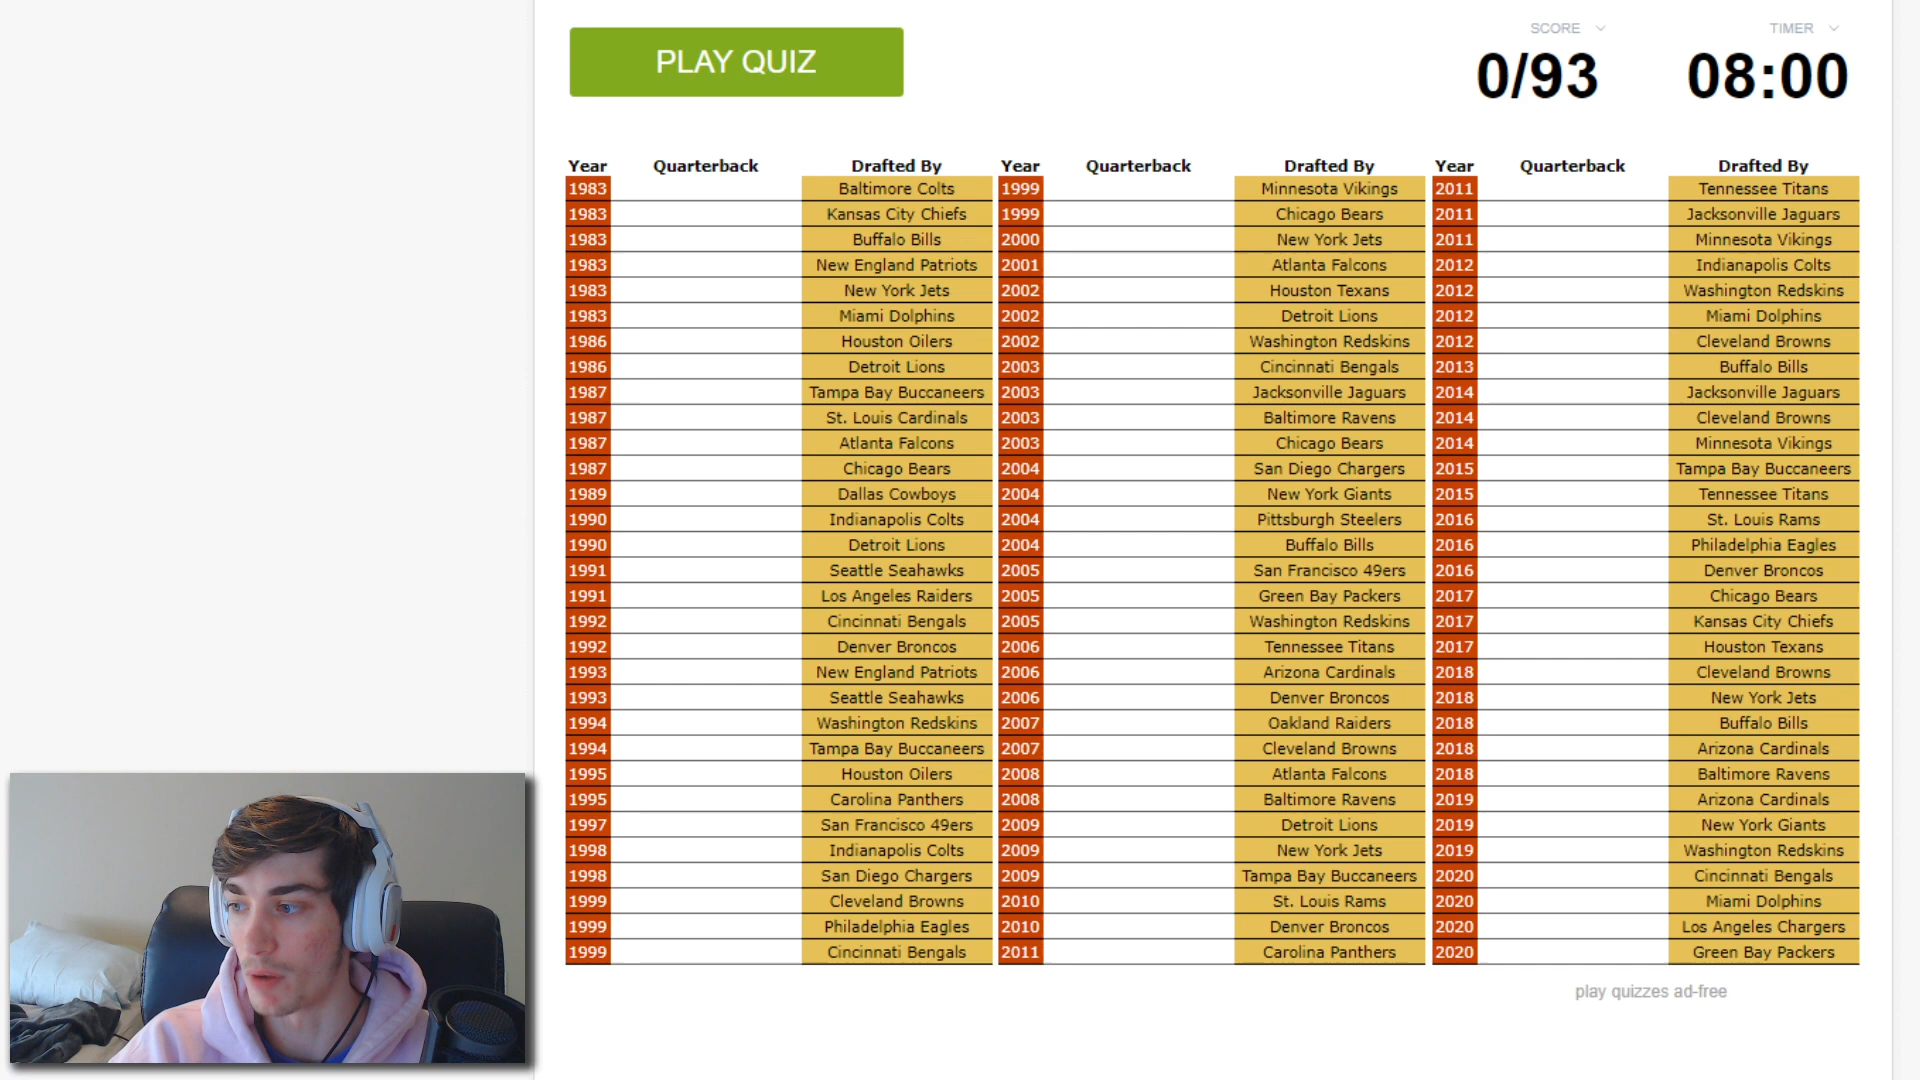 PLAY QUIZ
SCORE
TIMER
0/93
08:00
Year Quarterback Drafted By Year Quarterback Drafted By Year Quarterback Drafted By
1983 Baltimore Colts 1999 Minnesota Vikings 2011 Tennessee Titans
1983 Kansas City Chiefs 1999 Chicago Bears 2011 Jacksonville Jaguars
1983 Buffalo Bills 2000 New York Jets 2011 Minnesota Vikings
1983 New England Patriots 2001 Atlanta Falcons 2012 Indianapolis Colts
1983 New York Jets 2002 Houston Texans 2012 Washington Redskins
1983 Miami Dolphins 2002 Detroit Lions 2012 Miami Dolphins
1986 Houston Oilers 2002 Washington Redskins 2012 Cleveland Browns
1986 Detroit Lions 2003 Cincinnati Bengals 2013 Buffalo Bills
1987 Tampa Bay Buccaneers 2003 Jacksonville Jaguars 2014 Jacksonville Jaguars
1987 St. Louis Cardinals 2003 Baltimore Ravens 2014 Cleveland Browns
1987 Atlanta Falcons 2003 Chicago Bears 2014 Minnesota Vikings
1987 Chicago Bears 2004 San Diego Chargers 2015 Tampa Bay Buccaneers
1989 Dallas Cowboys 2004 New York Giants 2015 Tennessee Titans
1990 Indianapolis Colts 2004 Pittsburgh Steelers 2016 St. Louis Rams
1990 Detroit Lions 2004 Buffalo Bills 2016 Philadelphia Eagles
1991 Seattle Seahawks 2005 San Francisco 49ers 2016 Denver Broncos
1991 Los Angeles Raiders 2005 Green Bay Packers 2017 Chicago Bears
1992 Cincinnati Bengals 2005 Washington Redskins 2017 Kansas City Chiefs
1992 Denver Broncos 2006 Tennessee Titans 2017 Houston Texans
1993 New England Patriots 2006 Arizona Cardinals 2018 Cleveland Browns
1993 Seattle Seahawks 2006 Denver Broncos 2018 New York Jets
1994 Washington Redskins 2007 Oakland Raiders 2018 Buffalo Bills
1994 Tampa Bay Buccaneers 2007 Cleveland Browns 2018 Arizona Cardinals
1995 Houston Oilers 2008 Atlanta Falcons 2018 Baltimore Ravens
1995 Carolina Panthers 2008 Baltimore Ravens 2019 Arizona Cardinals
1997 San Francisco 49ers 2009 Detroit Lions 2019 New York Giants
1998 Indianapolis Colts 2009 New York Jets 2019 Washington Redskins
1998 San Diego Chargers 2009 Tampa Bay Buccaneers 2020 Cincinnati Bengals
1999 Cleveland Browns 2010 St. Louis Rams 2020 Miami Dolphins
1999 Philadelphia Eagles 2010 Denver Broncos 2020 Los Angeles Chargers
1999 Cincinnati Bengals 2011 Carolina Panthers 2020 Green Bay Packers
play quizzes ad-free